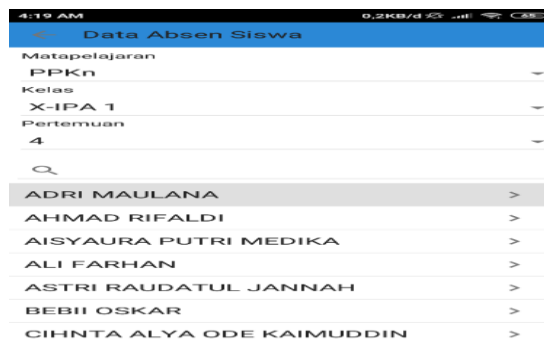 4:19 AM 0,2KB/d 65
Data Absen Siswa
Matapelajaran
PPKn
Kelas
X-IPA 1
Pertemuan
4
ADRI MAULANA >
AHMAD RIFALDI >
AISYAURA PUTRI MEDIKA >
ALI FARHAN >
ASTRI RAUDATUL JANNAH >
BEBII OSKAR >
CIHNTA ALYA ODE KAIMUDDIN >